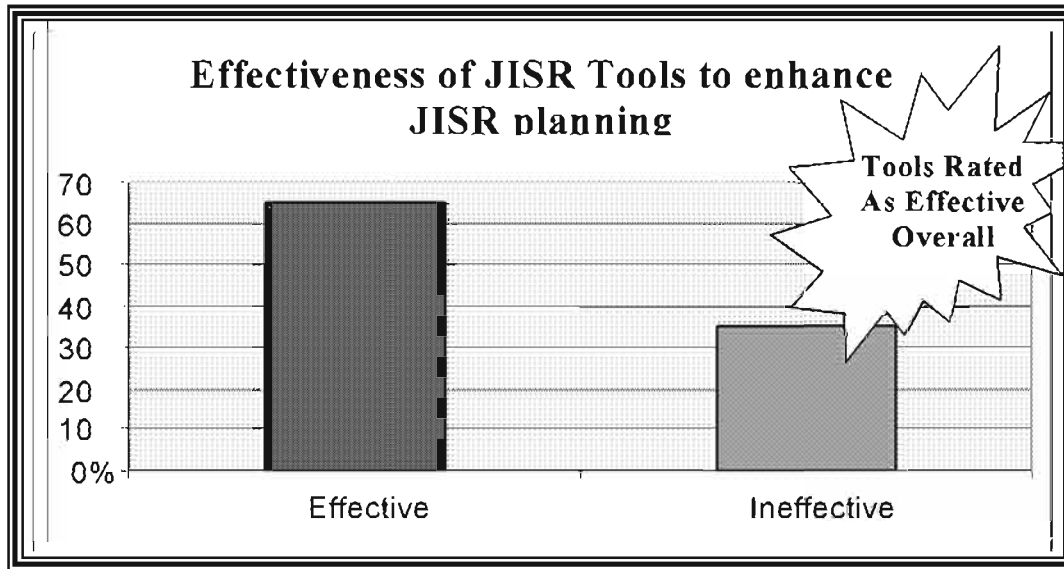 Effectiveness of JISR Tools to enhance
JISR planning
Tools Rated
As Effective
Overall
70
60
50
40
30
20
10
0%
Effective
Ineffective